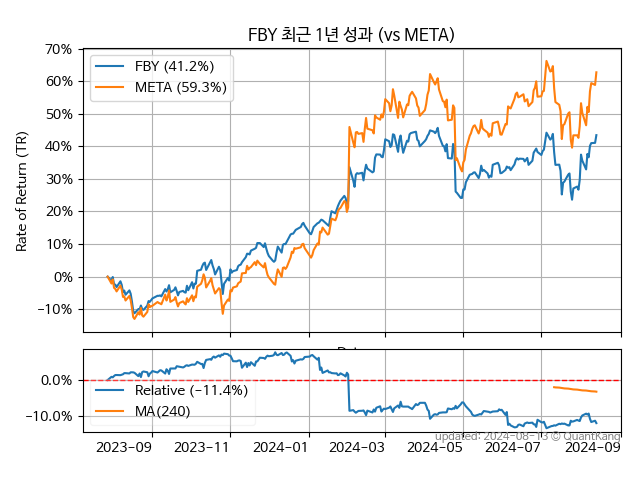 FBY 최근 1년 성과 (vs META)
70%
60%
50%
40%
30%
20%
10%
0%
−10%
Rate of Return (TR)
FBY (41.2%)
META (59.3%)
0.0%
−10.0%
Relative (−11.4%)
MA(240)
updated: 2024-08-13 © QuantKang
2023-09
2023-11
2024-01
2024-03
2024-05
2024-07
2024-09